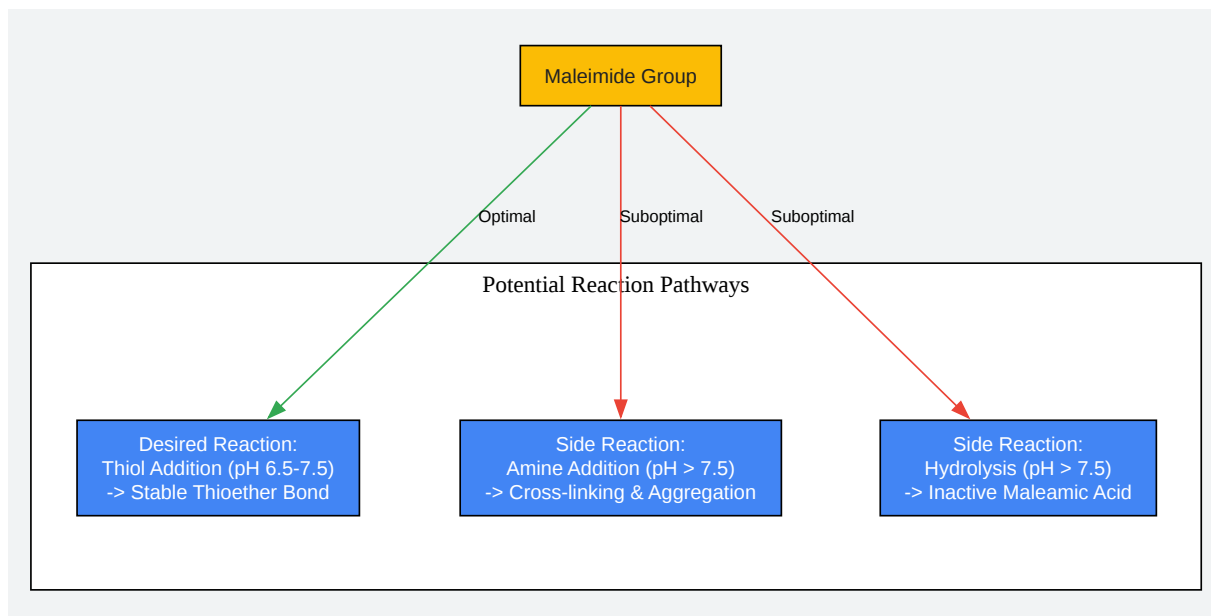 Maleimide Group
Optimal
Suboptimal
Suboptimal
Potential Reaction Pathways
Desired Reaction:
Thiol Addition (pH 6.5-7.5)
-> Stable Thioether Bond
Side Reaction:
Amine Addition (pH > 7.5)
-> Cross-linking & Aggregation
Side Reaction:
Hydrolysis (pH > 7.5)
-> Inactive Maleamic Acid